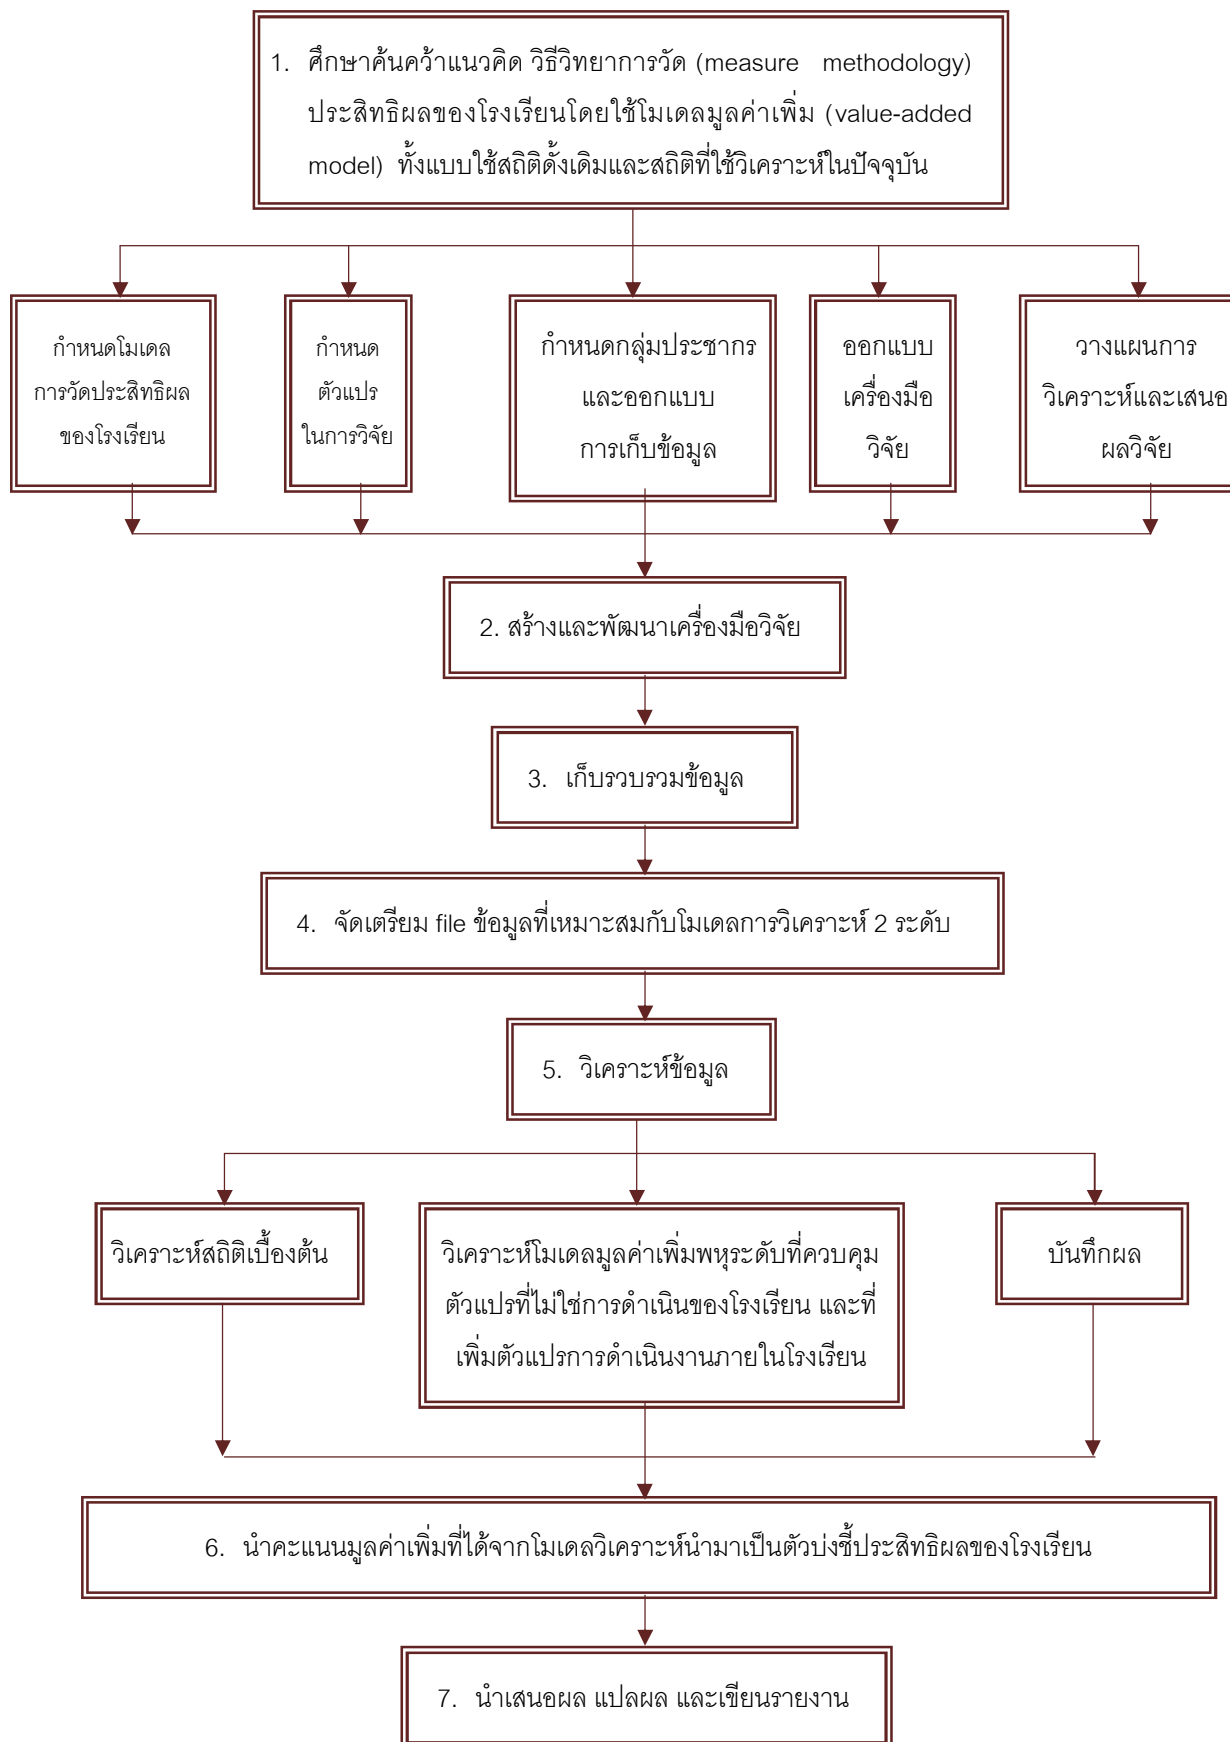 1. ศึกษาค้นคว้าแนวคิด วิธีวิทยาการวัด (measure methodology)
ประสิทธิผลของโรงเรียนโดยใช้โมเดลมูลค่าเพิ่ม (value-added
model) ทั้งแบบใช้สถิติดั้งเดิมและสถิติที่ใช้วิเคราะห์ในปัจจุบัน
กำหนดโมเดล
การวัดประสิทธิผล
ของโรงเรียน
กำหนด
ตัวแปร
ในการวิจัย
กำหนดกลุ่มประชากร
และออกแบบ
การเก็บข้อมูล
ออกแบบ
เครื่องมือ
วิจัย
วางแผนการ
วิเคราะห์และเสนอ
ผลวิจัย
2. สร้างและพัฒนาเครื่องมือวิจัย
3. เก็บรวบรวมข้อมูล
4. จัดเตรียม file ข้อมูลที่เหมาะสมกับโมเดลการวิเคราะห์ 2 ระดับ
5. วิเคราะห์ข้อมูล
วิเคราะห์สถิติเบื้องต้น
วิเคราะห์โมเดลมูลค่าเพิ่มพหุระดับที่ควบคุม
ตัวแปรที่ไม่ใช่การดำเนินของโรงเรียน และที่
เพิ่มตัวแปรการดำเนินงานภายในโรงเรียน
บันทึกผล
6. นำคะแนนมูลค่าเพิ่มที่ได้จากโมเดลวิเคราะห์นำมาเป็นตัวบ่งชี้ประสิทธิผลของโรงเรียน
7. นำเสนอผล แปลผล และเขียนรายงาน